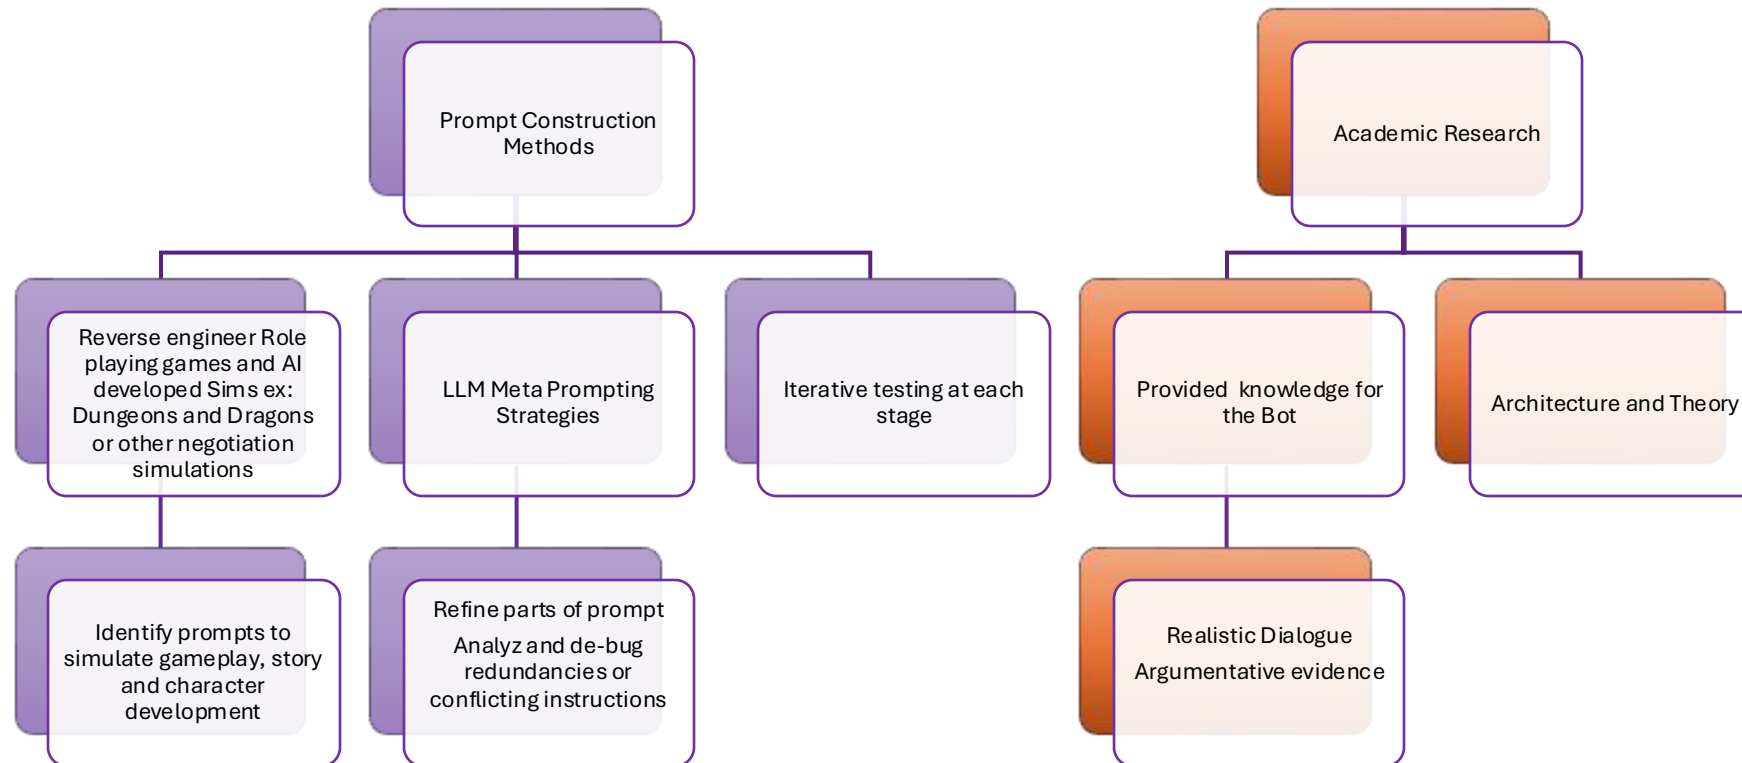 Prompt Construction
Methods
Academic Research
Reverse engineer Role
playing games and AI
developed Sims ex:
Dungeons and Dragons
or other negotiation
simulations
LLM Meta Prompting
Strategies
Iterative testing at each
stage
Provided knowledge for
the Bot
Architecture and Theory
Identify prompts to
simulate gameplay, story
and character
development
Refine parts of prompt
Analyz and de-bug
redundancies or
conflicting instructions
Realistic Dialogue
Argumentative evidence